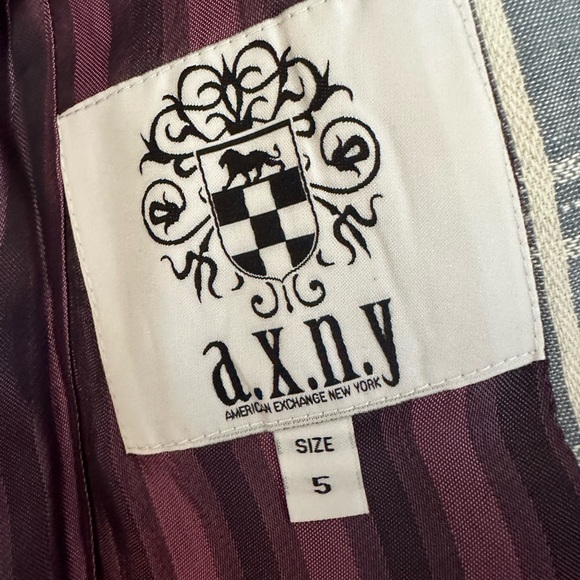 a.x.n.y
AMERICAN EXCHANGE NEW YORK
SIZE
5